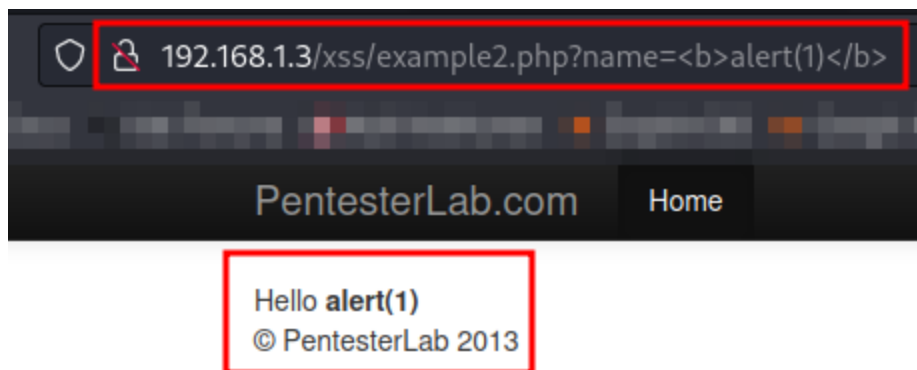 192.168.1.3/xss/example2.php?name=<b>alert(1)</b>
PentesterLab.com Home
Hello alert(1)
© PentesterLab 2013